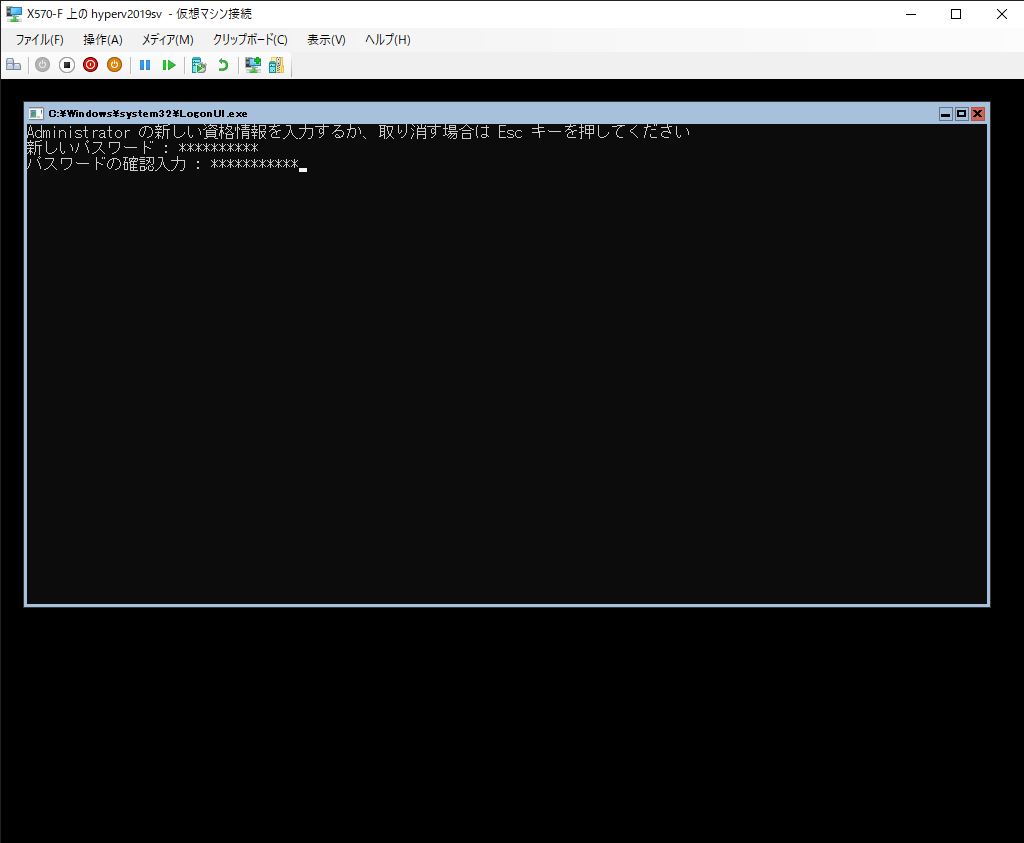 X570-F 上の hyperv2019sv - 仮想マシン接続
ファイル(F) 操作(A) メディア(M) クリップボード(C) 表示(V) ヘルプ(H)
C:¥Windows¥system32¥LogonUI.exe
Administrator の新しい資格情報を入力するか、取り消す場合は Esc キーを押してください
新しいパスワード : **********
パスワードの確認入力 : ***********